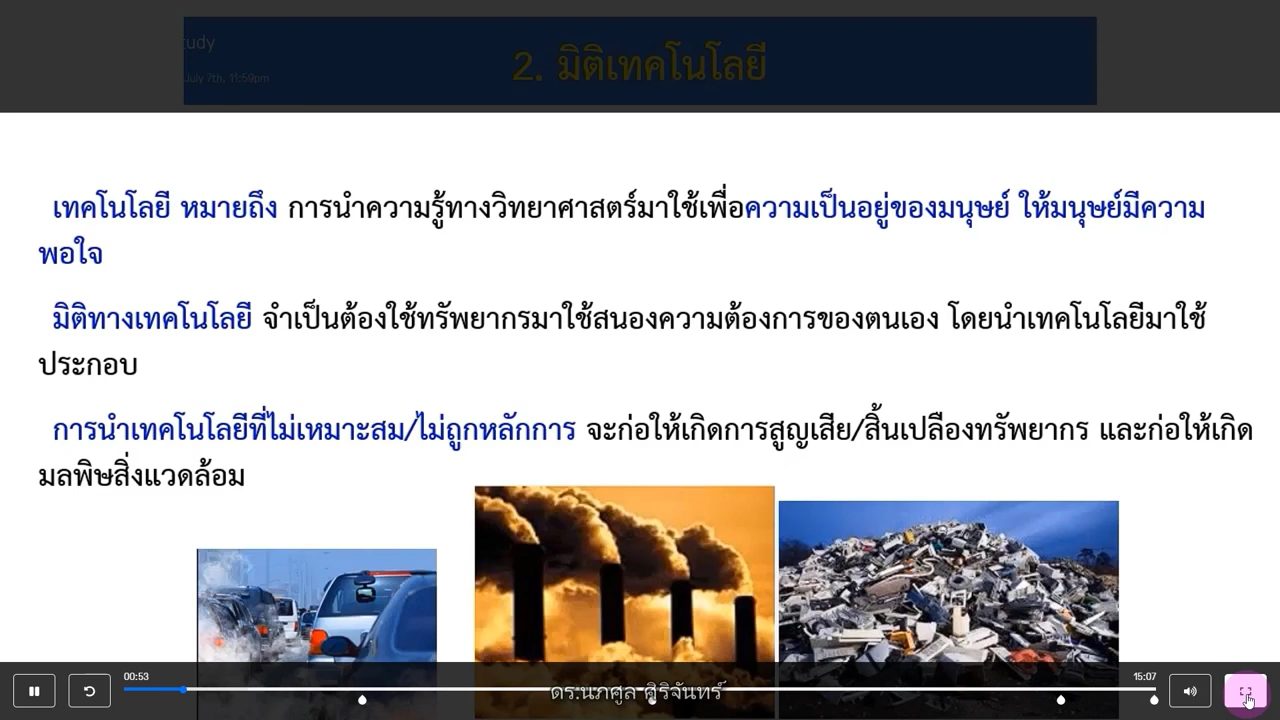 tudy
July 7th, 11:59pm
2. มิติเทคโนโลยี
เทคโนโลยี หมายถึง การนำความรู้ทางวิทยาศาสตร์มาใช้เพื่อความเป็นอยู่ของมนุษย์ ให้มนุษย์มีความ
พอใจ
มิติทางเทคโนโลยี จำเป็นต้องใช้ทรัพยากรมาใช้สนองความต้องการของตนเอง โดยนำเทคโนโลยีมาใช้
ประกอบ
การนำเทคโนโลยีที่ไม่เหมาะสม/ไม่ถูกหลักการ จะก่อให้เกิดการสูญเสีย/สิ้นเปลืองทรัพยากร และก่อให้เกิด
มลพิษสิ่งแวดล้อม
00:53
15:07
ดร.นภศูล ศิริจันทร์